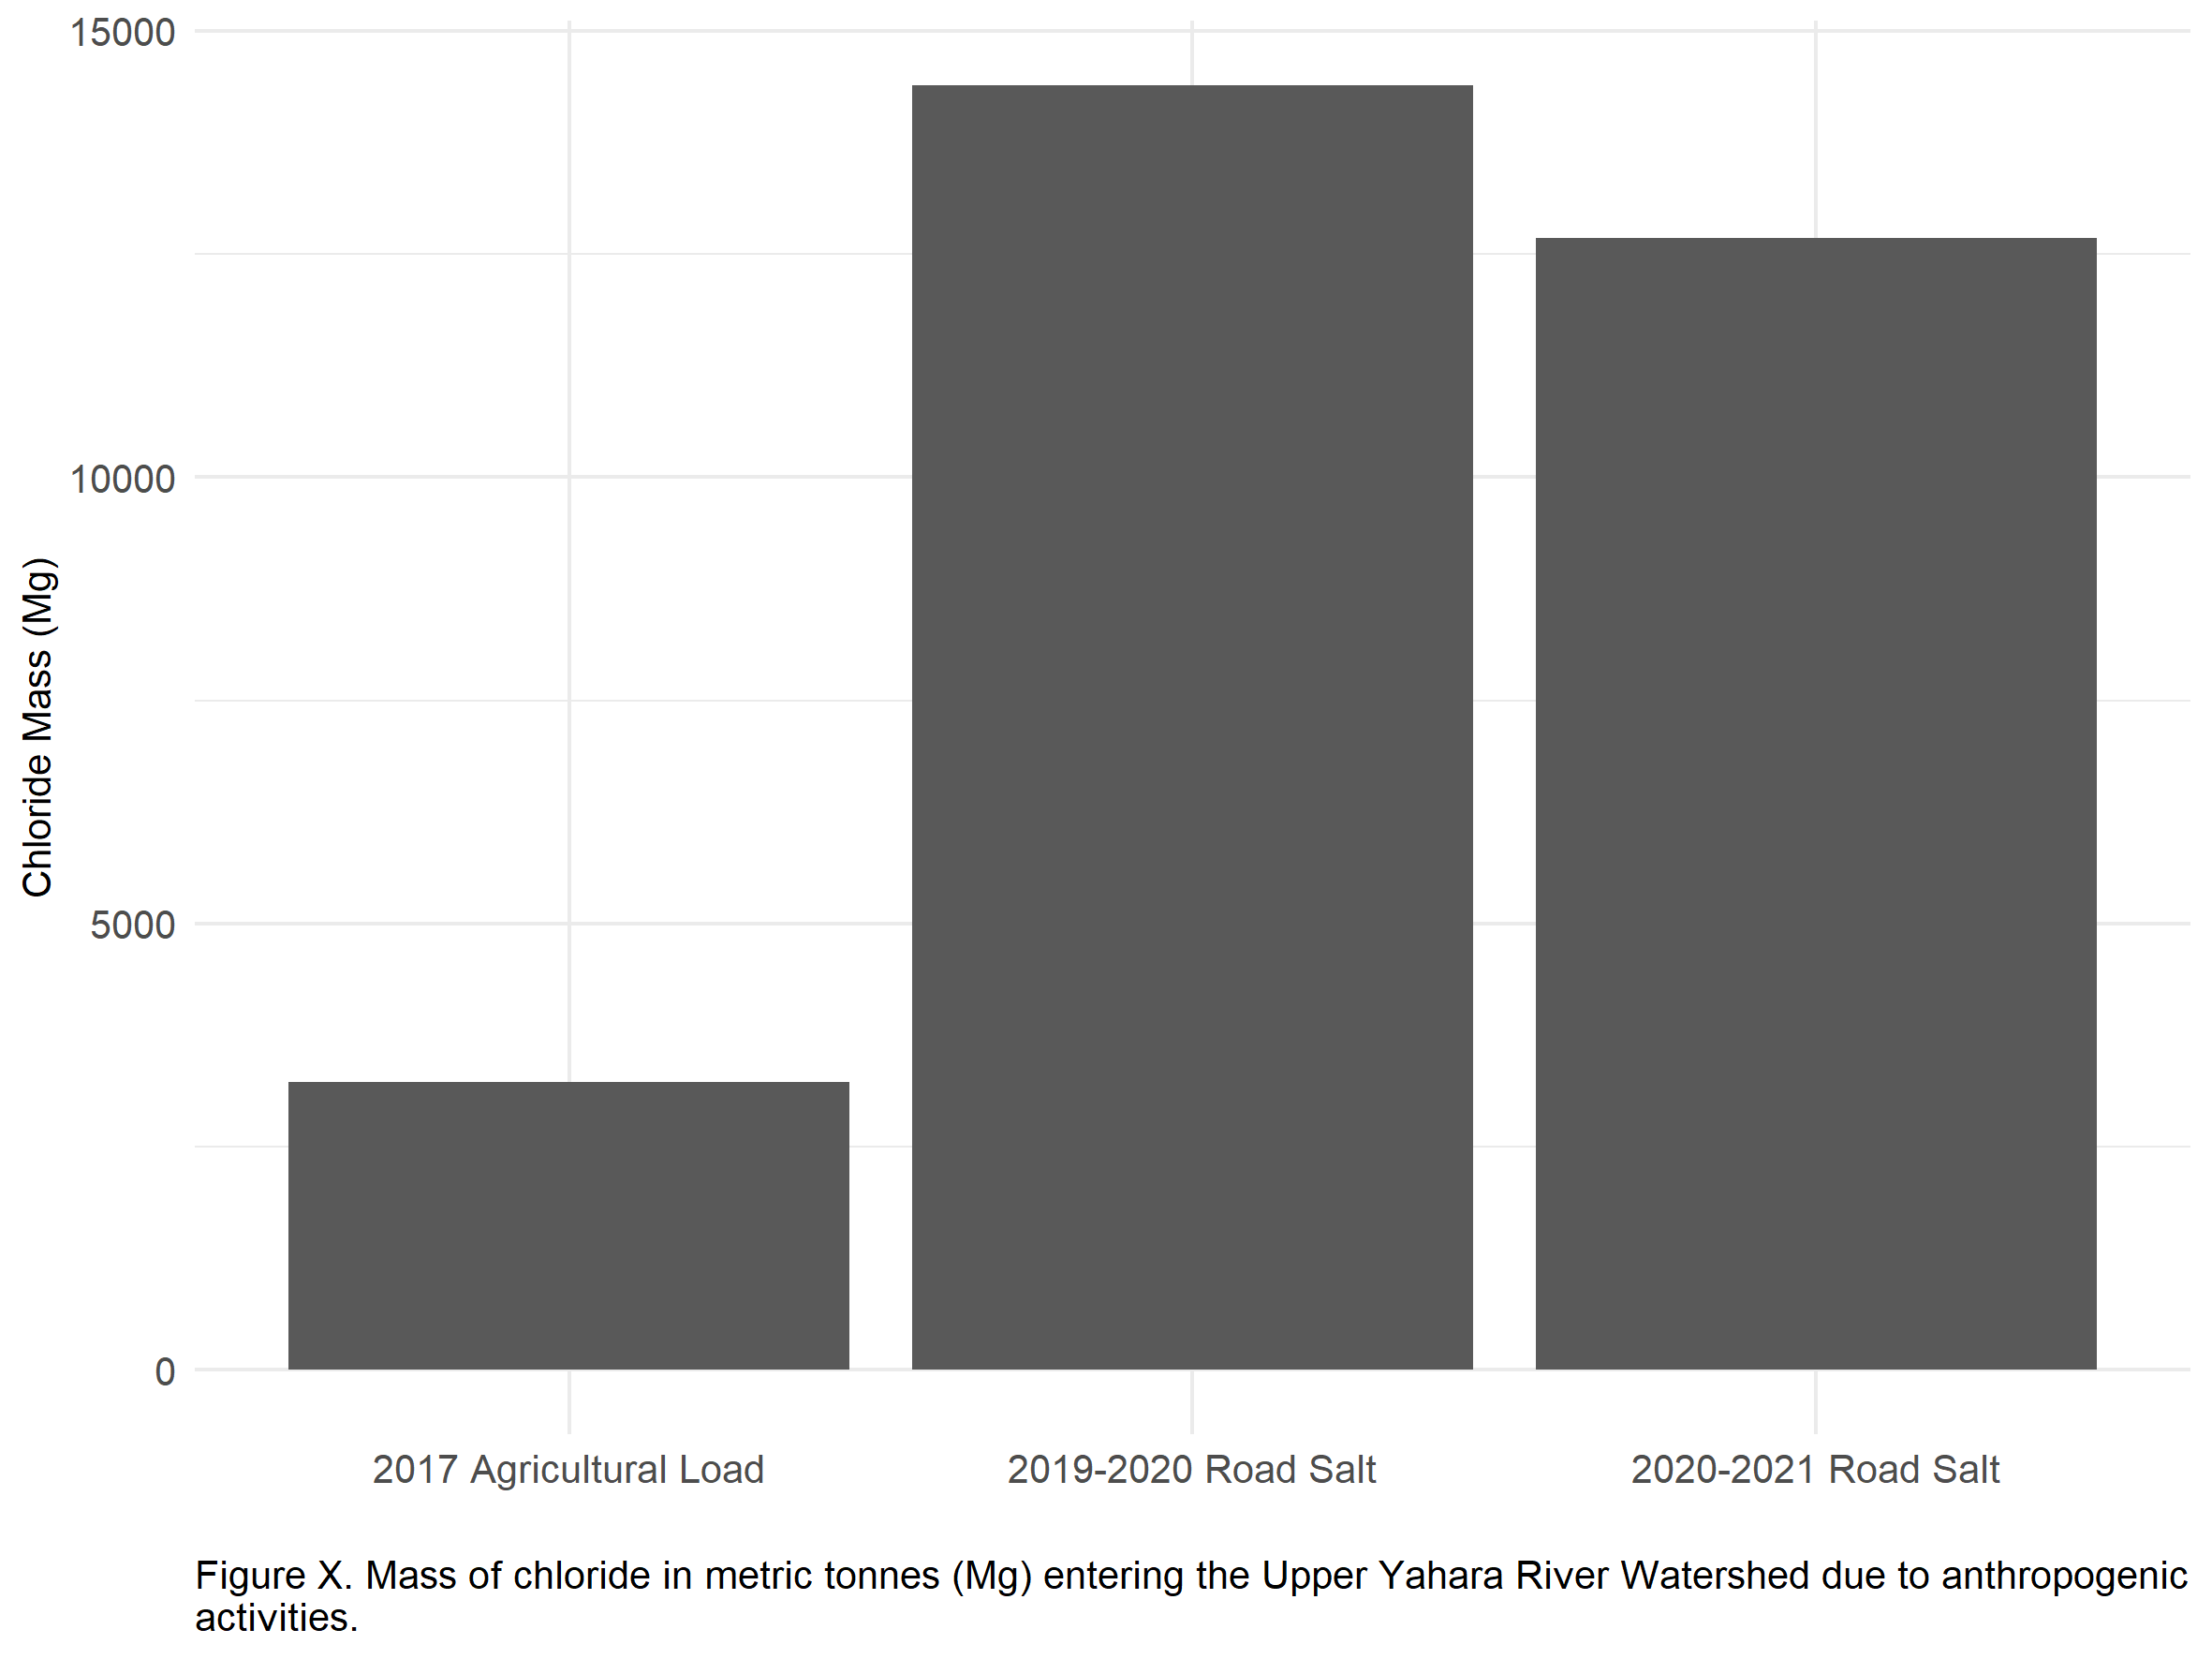 15000
10000
5000
0
Chloride Mass (Mg)
2017 Agricultural Load
2019-2020 Road Salt
2020-2021 Road Salt
Figure X. Mass of chloride in metric tonnes (Mg) entering the Upper Yahara River Watershed due to anthropogenic
activities.